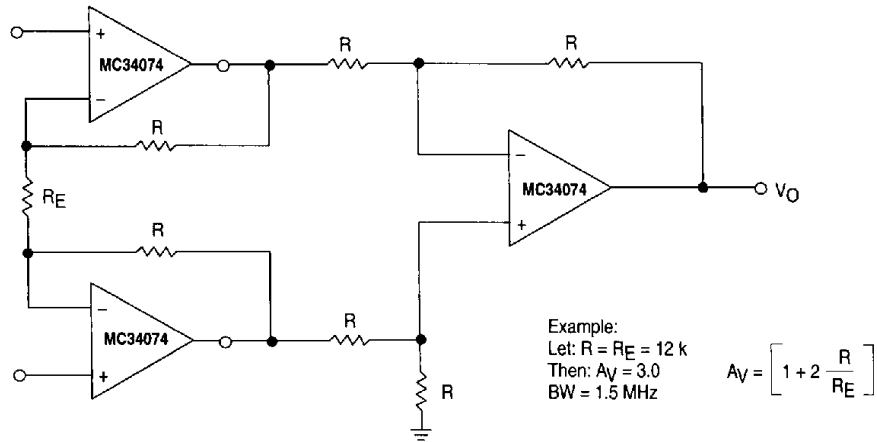 +
MC34074
−
R
R
R
R_E
−
MC34074
+
V_O
R
−
MC34074
+
R
R
Example:
Let: R = R_E = 12 k
Then: A_V = 3.0
BW = 1.5 MHz
A_V = [ 1 + 2 R / R_E ]